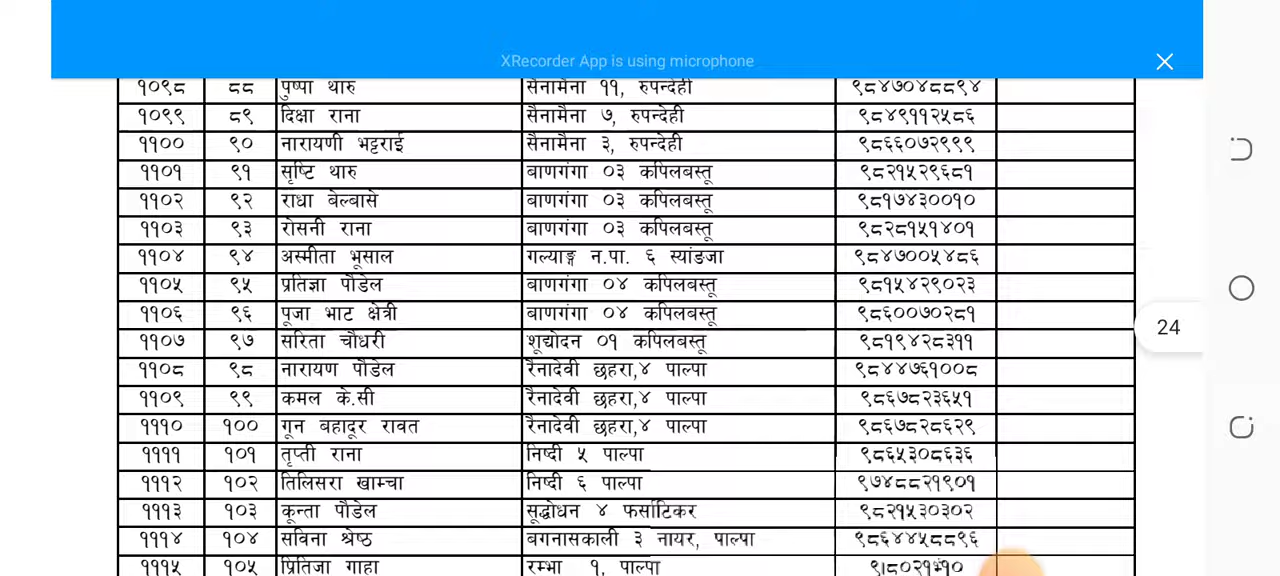 XRecorder App is using microphone
१०९८ ८८ पुष्पा थारु सैनामैना ११, रुपन्देही ९८४७०४८८९४
१०९९ ८९ दिक्षा राना सैनामैना ७, रुपन्देही ९८४९११२५८६
११०० ९० नारायणी भट्टराई सैनामैना ३, रुपन्देही ९८६६०७२९९९
११०१ ९१ सृष्टि थारु बाणगंगा ०३ कपिलबस्तू ९८२१५२९६८१
११०२ ९२ राधा बेल्बासे बाणगंगा ०३ कपिलबस्तू ९८१७४३००१०
११०३ ९३ रोसनी राना बाणगंगा ०३ कपिलबस्तू ९८२८१५१४०१
११०४ ९४ अस्मीता भूसाल गल्याङ्ग न.पा. ६ स्यांङजा ९८४७००५४८६
११०५ ९५ प्रतिज्ञा पौडेल बाणगंगा ०४ कपिलबस्तू ९८१५४२९०२३
११०६ ९६ पूजा भाट क्षेत्री बाणगंगा ०४ कपिलबस्तू ९८६००७०२८१
११०७ ९७ सरिता चौधरी शूद्योदन ०१ कपिलबस्तू ९८१९४२८३११
24
११०८ ९८ नारायण पौडेल रैनादेवी छहरा,४ पाल्पा ९८४४७६१००८
११०९ ९९ कमल के.सी रैनादेवी छहरा,४ पाल्पा ९८६७८२३६५१
१११० १०० गून बहादूर रावत रैनादेवी छहरा,४ पाल्पा ९८६७८२८६२९
११११ १०१ तृप्ती राना निष्दी ५ पाल्पा ९८६५३०८६३६
१११२ १०२ तिलिसरा खाम्चा निष्दी ६ पाल्पा ९७४८८२१९०१
१११३ १०३ कून्ता पौडेल सूद्धोधन ४ फर्साटिकर ९८२१५३०३०२
१११४ १०४ सविना श्रेष्ठ बगनासकाली ३ नायर, पाल्पा ९८६४४५८८९६
१११५ १०५ प्रितिजा गाहा रम्भा १, पाल्पा